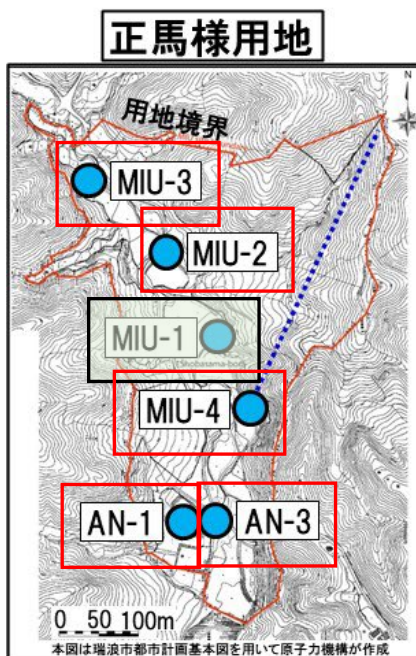 正馬様用地
N
用地境界
MIU-3
MIU-2
MIU-1
MIU-4
AN-1
AN-3
0 50 100m
本図は瑞浪市都市計画基本図を用いて原子力機構が作成